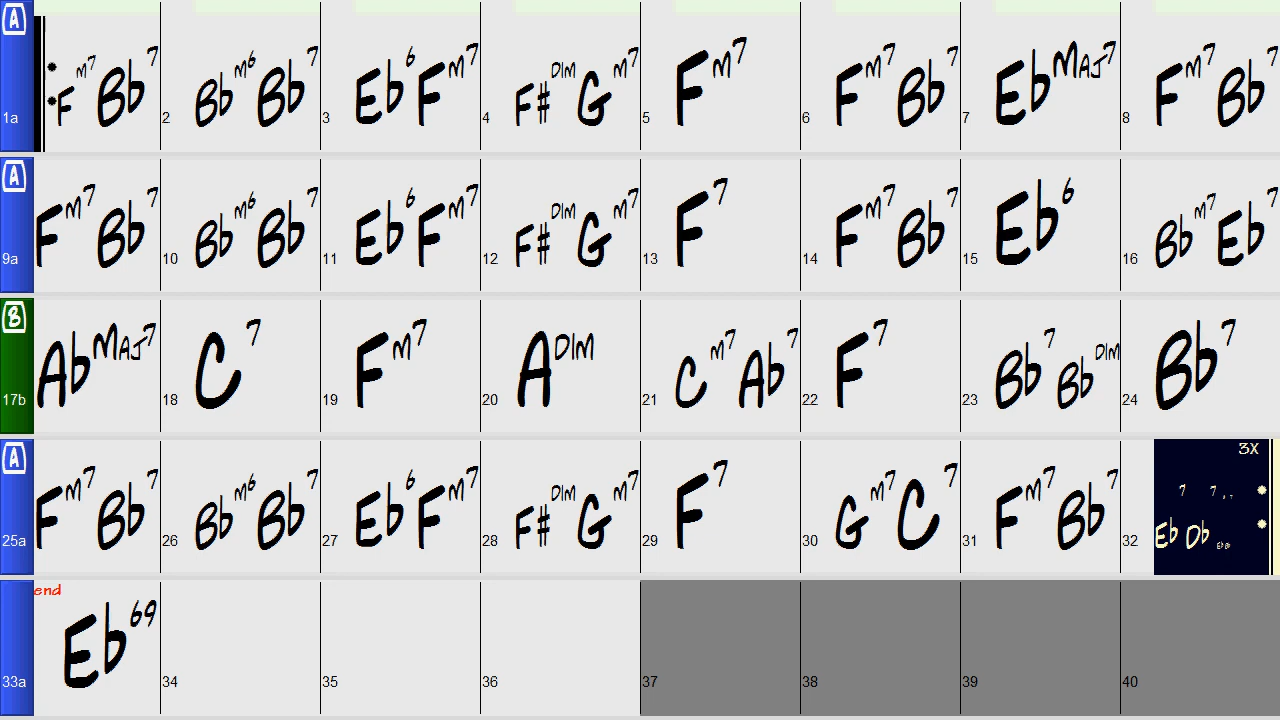 A 1a Fm7 Bb7 2 Bbm6 Bb7 3 Eb6 Fm7 4 F#DIM Gm7 5 Fm7 6 Fm7 Bb7 7 EbMAJ7 8 Fm7 Bb7
A 9a Fm7 Bb7 10 Bbm6 Bb7 11 Eb6 Fm7 12 F#DIM Gm7 13 F7 14 Fm7 Bb7 15 Eb6 16 Bbm7 Eb7
B 17b AbMAJ7 18 C7 19 Fm7 20 ADIM 21 Cm7 Ab7 22 F7 23 Bb7 BbDIM 24 Bb7
A 25a Fm7 Bb7 26 Bbm6 Bb7 27 Eb6 Fm7 28 F#DIM Gm7 29 F7 30 Gm7 C7 31 Fm7 Bb7 32 3X Eb7 Db7
end
33a Eb69 34 35 36 37 38 39 40